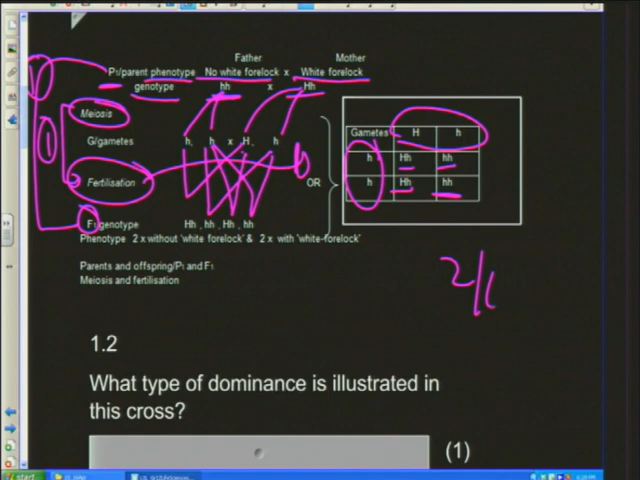 Father Mother
P1/parent phenotype No white forelock x White forelock
genotype hh x Hh
Meiosis
G/gametes h, h x H, h
Fertilisation
OR
F1 genotype Hh , hh , Hh , hh
Phenotype 2 x without 'white forelock' & 2 x with 'white-forelock'
Gametes H h
h Hh hh
h Hh hh
Parents and offspring/P1 and F1
Meiosis and fertilisation
1.2
What type of dominance is illustrated in
this cross?
(1)
start